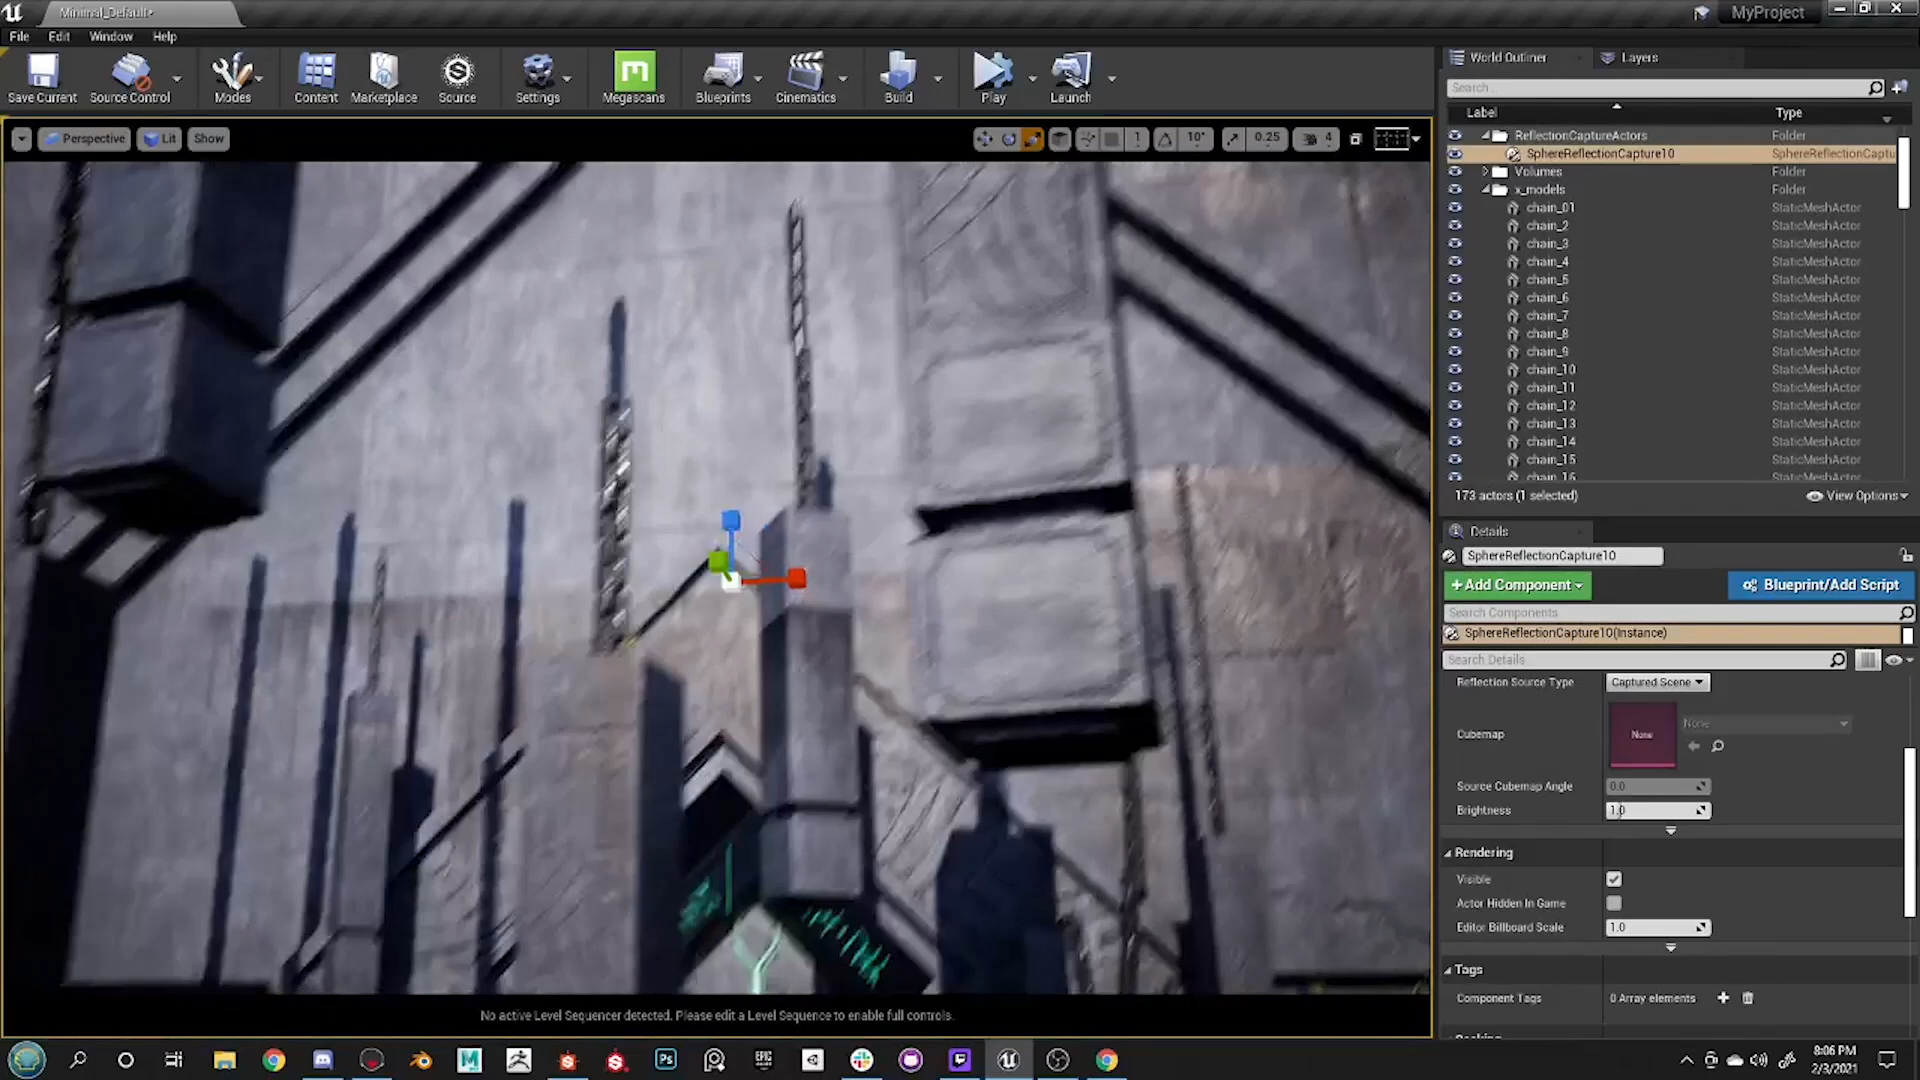 Minimal_Default*
MyProject
File Edit Window Help
Save Current
Source Control
Modes
Content
Marketplace
Source
Settings
Megascans
Blueprints
Cinematics
Build
Play
Launch
Perspective
Lit
Show
1
10°
0.25
4
No active Level Sequencer detected. Please edit a Level Sequence to enable full controls.
World Outliner
Layers
Search...
Label Type
ReflectionCaptureActors Folder
SphereReflectionCapture10 SphereReflectionCaptu
Volumes Folder
x_models Folder
chain_01 StaticMeshActor
chain_2 StaticMeshActor
chain_3 StaticMeshActor
chain_4 StaticMeshActor
chain_5 StaticMeshActor
chain_6 StaticMeshActor
chain_7 StaticMeshActor
chain_8 StaticMeshActor
chain_9 StaticMeshActor
chain_10 StaticMeshActor
chain_11 StaticMeshActor
chain_12 StaticMeshActor
chain_13 StaticMeshActor
chain_14 StaticMeshActor
chain_15 StaticMeshActor
chain_16 StaticMeshActor
173 actors (1 selected)
View Options
Details
SphereReflectionCapture10
+Add Component
Blueprint/Add Script
Search Components
SphereReflectionCapture10(Instance)
Search Details
Reflection Source Type Captured Scene
Cubemap None None
Source Cubemap Angle 0.0
Brightness 1.0
Rendering
Visible
Actor Hidden In Game
Editor Billboard Scale 1.0
Tags
Component Tags 0 Array elements
Ps
EPIC
8:06 PM
2/3/2021